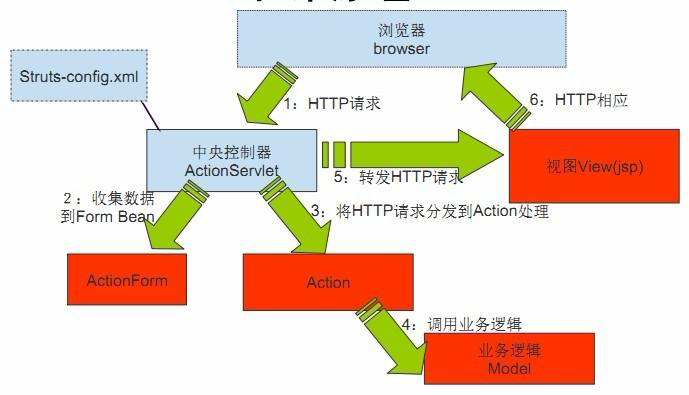 浏览器
browser
Struts-config.xml
1：HTTP请求
6：HTTP相应
中央控制器
ActionServlet
视图View(jsp)
5：转发HTTP请求
2：收集数据
到Form Bean
3：将HTTP请求分发到Action处理
ActionForm
Action
4：调用业务逻辑
业务逻辑
Model